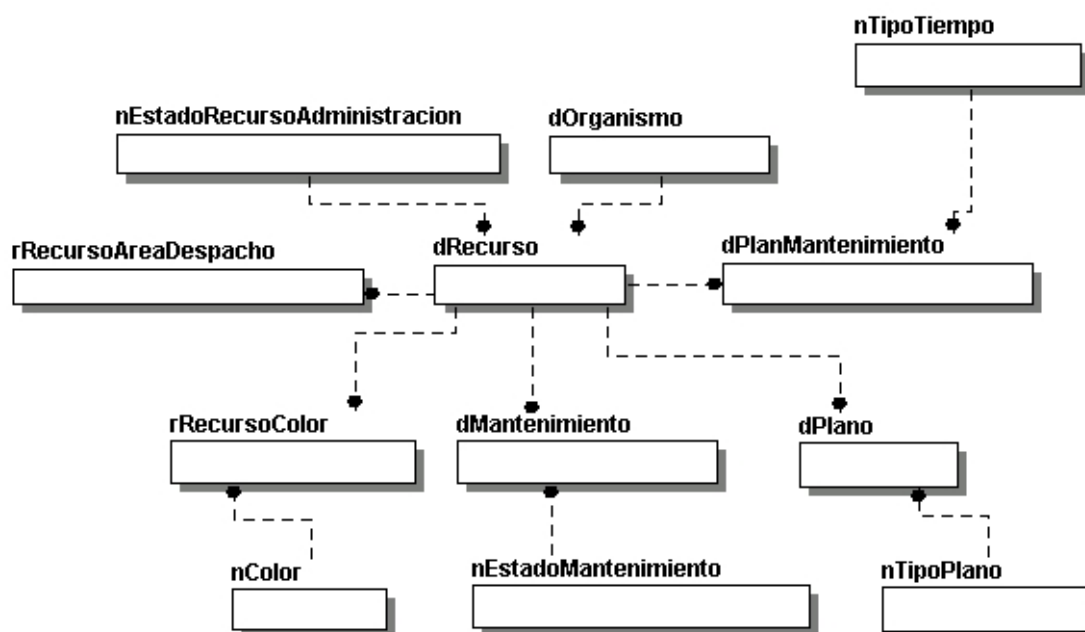 nTipoTiempo
nEstadoRecursoAdministracion
dOrganismo
rRecursoAreaDespacho
dRecurso
dPlanMantenimiento
rRecursoColor
dMantenimiento
dPlano
nColor
nEstadoMantenimiento
nTipoPlano